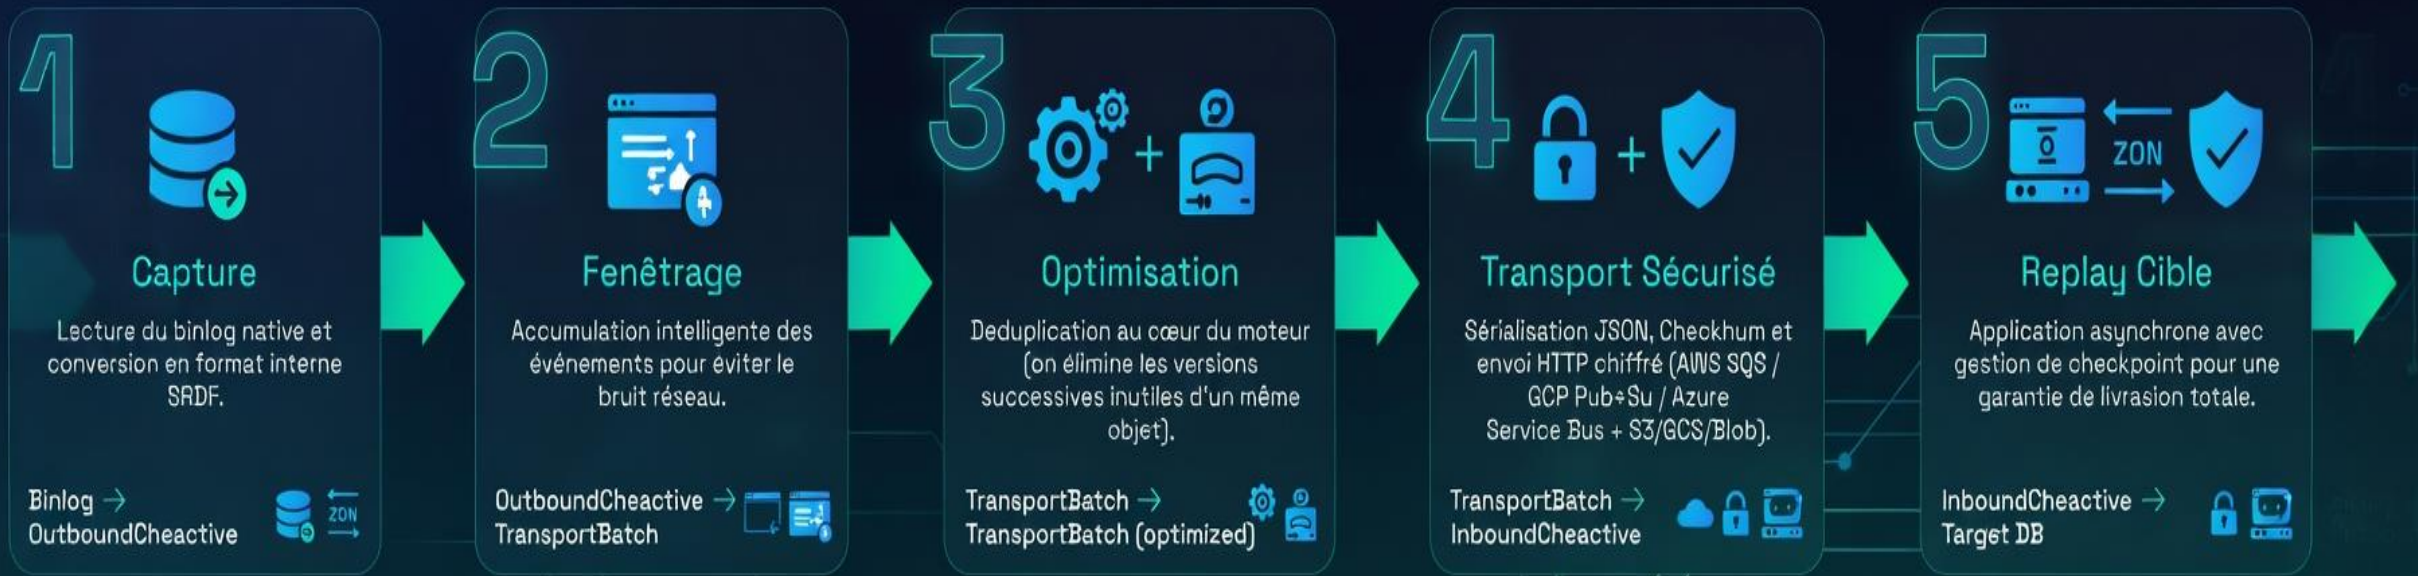 1
Capture
Lecture du binlog native et
conversion en format interne
SRDF.
Binlog →
OutboundCheactive
ZON
2
Fenêtrage
Accumulation intelligente des
événements pour éviter le
bruit réseau.
OutboundCheactive →
TransportBatch
3
+
Optimisation
Deduplication au cœur du moteur
(on élimine les versions
successives inutiles d'un même
objet).
TransportBatch →
TransportBatch (optimized)
4
+
Transport Sécurisé
Sérialisation JSON, Checkhum et
envoi HTTP chiffré (AWS SQS /
GCP Pub+Su / Azure
Service Bus + S3/GCS/Blob).
TransportBatch →
InboundCheactive
5
ZON
Replay Cible
Application asynchrone avec
gestion de checkpoint pour une
garantie de livrasion totale.
InboundCheactive →
Target DB